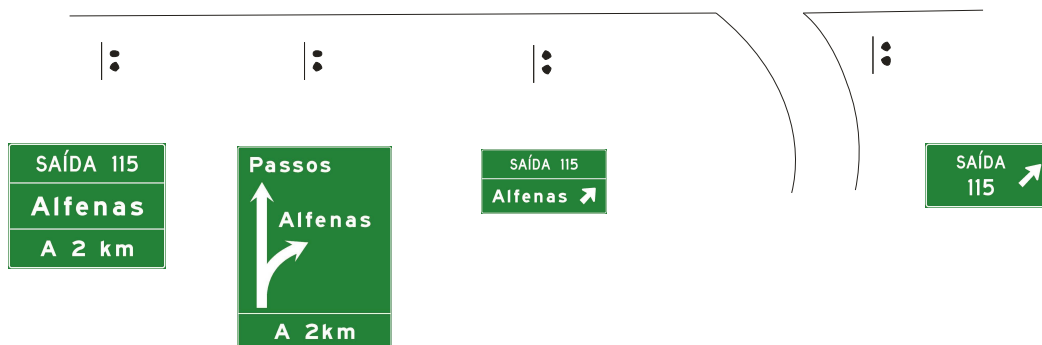 SAÍDA 115
Alfenas
A 2 km
Passos
Alfenas
A 2km
SAÍDA 115
Alfenas
SAÍDA
115